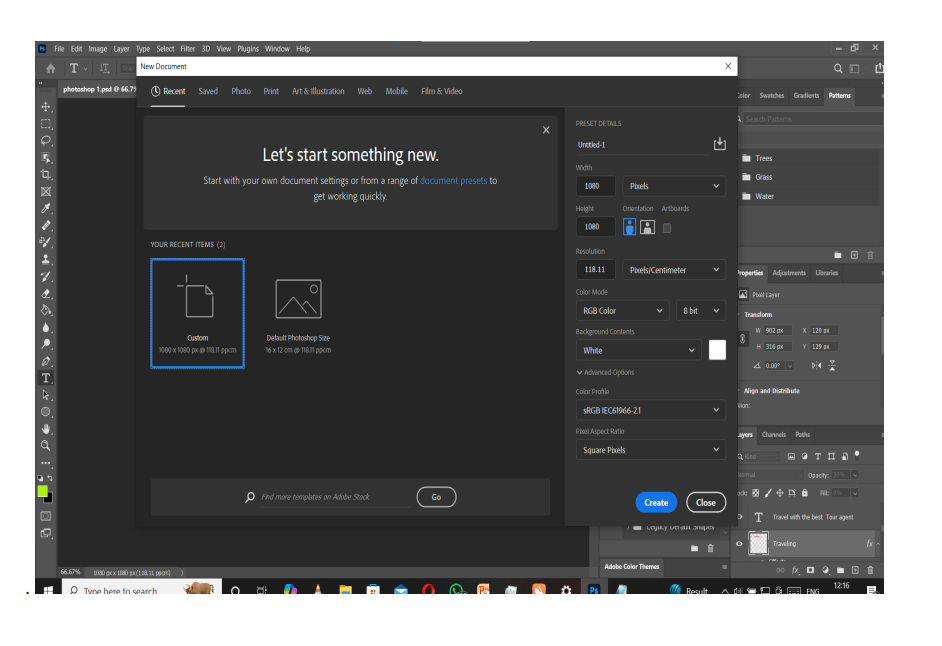 File Edit Image Layer Type Select Filter 3D View Plugins Window Help
photoshop 1.psd @ 66.7%
New Document
Recent Saved Photo Print Art & Illustration Web Mobile Film & Video
Let's start something new.
Start with your own document settings or from a range of document presets to
get working quickly.
YOUR RECENT ITEMS (2)
Custom
1080 x 1080 px @ 118.11 ppcm
Default Photoshop Size
16 x 12 cm @ 118.11 ppcm
Find more templates on Adobe Stock
Go
PRESET DETAILS
Untitled-1
Width
1080 Pixels
Height Orientation Artboards
1080
Resolution
118.11 Pixels/Centimeter
Color Mode
RGB Color 8 bit
Background Contents
White
Advanced Options
Color Profile
sRGB IEC61966-2.1
Pixel Aspect Ratio
Square Pixels
Create Close
Color Swatches Gradients Patterns
Search Patterns
Trees
Grass
Water
Properties Adjustments Libraries
Pixel Layer
Transform
W 902 px X 120 px
H 316 px Y 129 px
0.00°
Align and Distribute
Align:
Layers Channels Paths
Kind
Opacity:
Fill:
Travel with the best Tour agent
Traveling
fx
Legacy Default Shapes
Adobe Color Themes
66.67% 1080 px x 1080 px (118.11 ppcm)
Type here to search
Result
ENG
12:16